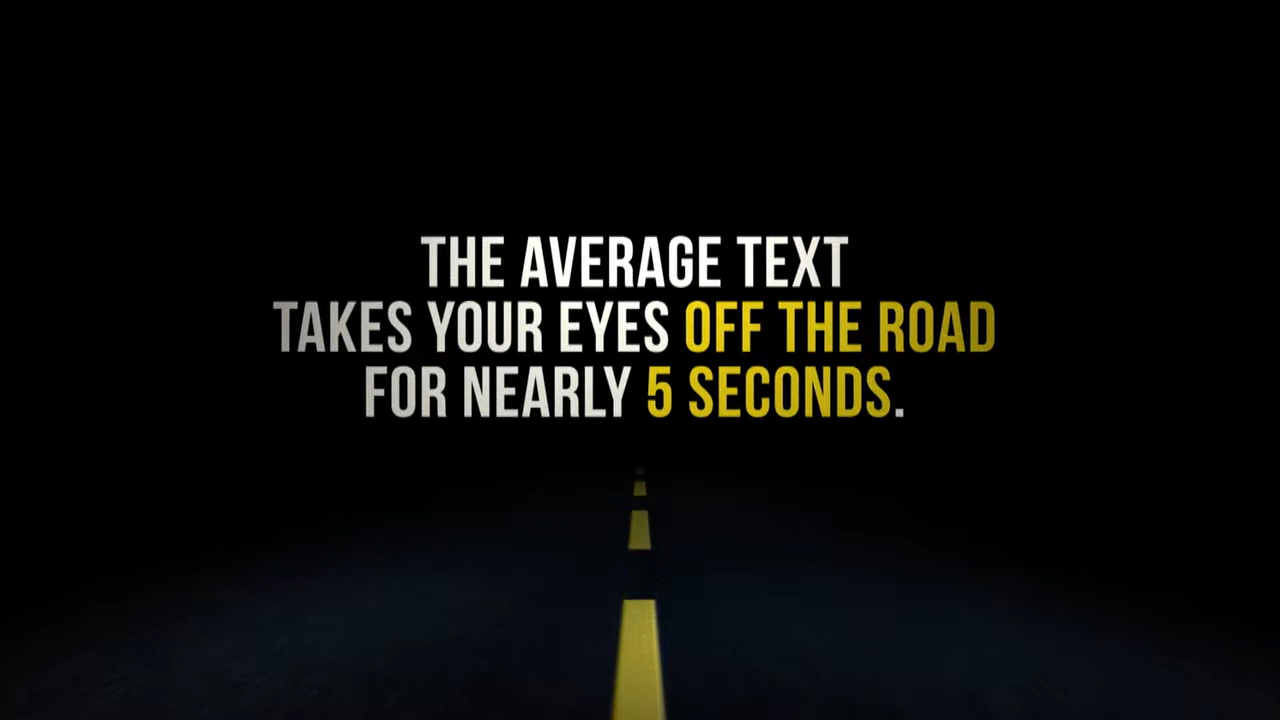 THE AVERAGE TEXT
TAKES YOUR EYES OFF THE ROAD
FOR NEARLY 5 SECONDS.